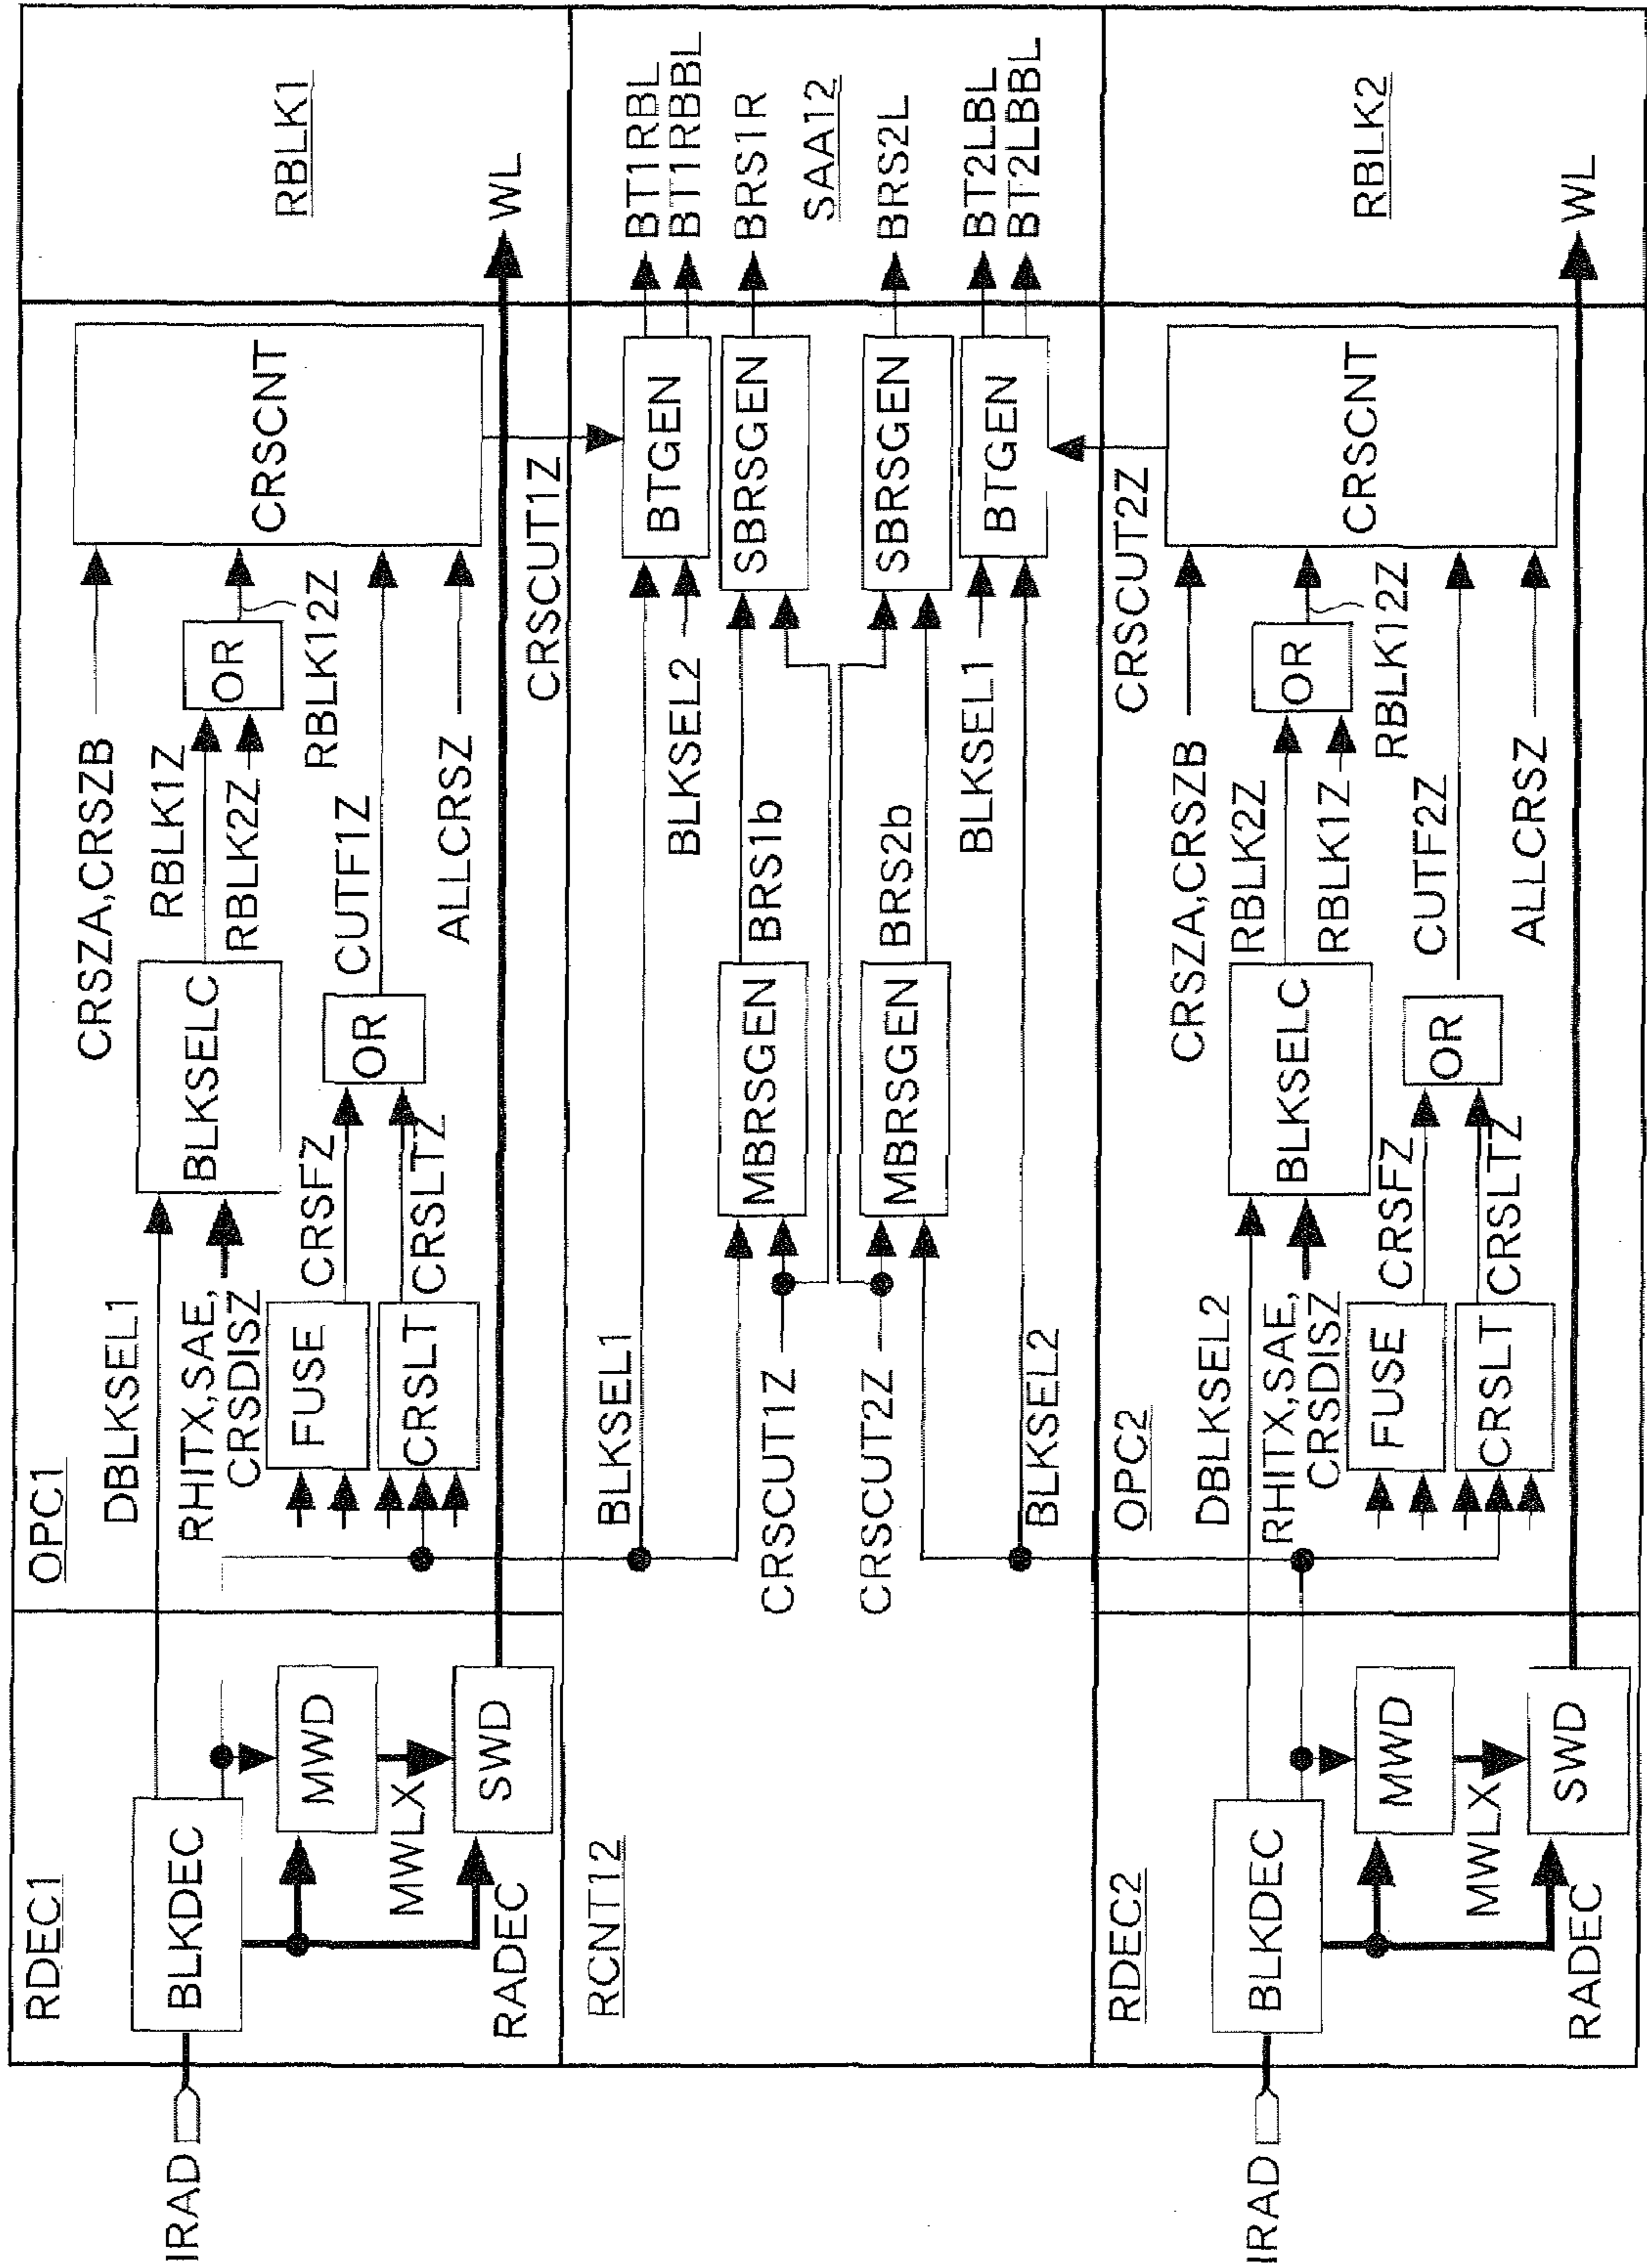 RDEC1
IRAD
BLKDEC
MWD
MWLX
SWD
RADEC
OPC1
DBLKSEL1
RHITX,SAE,
CRSDISZ
FUSE
CRSFZ
CRSLT
CRSLTZ
BLKSELC
OR
CUTF1Z
CRSZA,CRSZB
RBLK1Z
RBLK2Z
OR
RBLK12Z
ALLCRSZ
CRSCNT
CRSCUT1Z
RBLK1
WL
RCNT12
BLKSEL1
CRSCUT1Z
CRSCUT2Z
BLKSEL2
MBRSGEN
BRS1b
MBRSGEN
BRS2b
BLKSEL2
BLKSEL1
BTGEN
SBRSGEN
SBRSGEN
BTGEN
BT1RBL
BT1RBBL
BRS1R
SAA12
BRS2L
BT2LBL
BT2LBBL
RDEC2
IRAD
BLKDEC
MWD
MWLX
SWD
RADEC
OPC2
DBLKSEL2
RHITX,SAE,
CRSDISZ
FUSE
CRSFZ
CRSLT
CRSLTZ
BLKSELC
OR
CUTF2Z
CRSZA,CRSZB
RBLK2Z
RBLK1Z
OR
RBLK12Z
ALLCRSZ
CRSCNT
CRSCUT2Z
RBLK2
WL